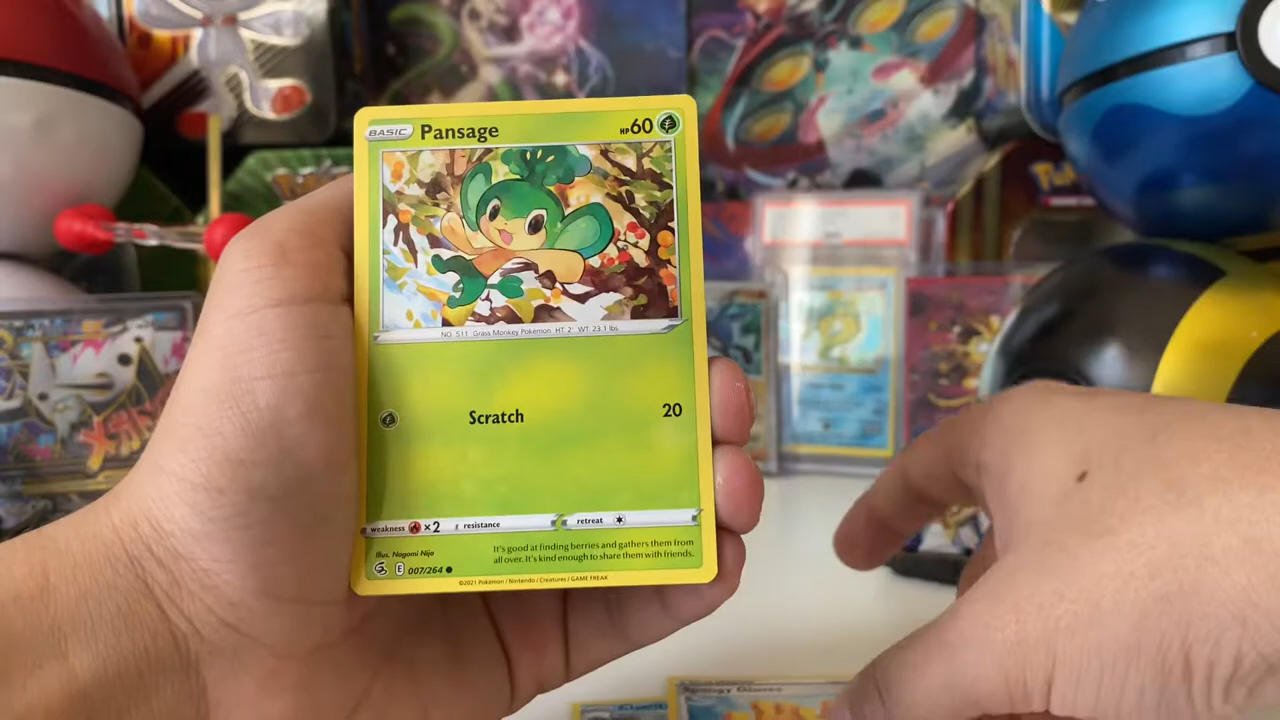 BASIC Pansage HP60
NO. 511 Grass Monkey Pokémon HT. 2' WT. 23.1 lbs
Scratch 20
weakness ×2 resistance retreat
Illus. Nagomi Nijo
It's good at finding berries and gathers them from
all over. It's kind enough to share them with friends.
E 007/264
©2021 Pokémon / Nintendo / Creatures / GAME FREAK
Spongy Gloves